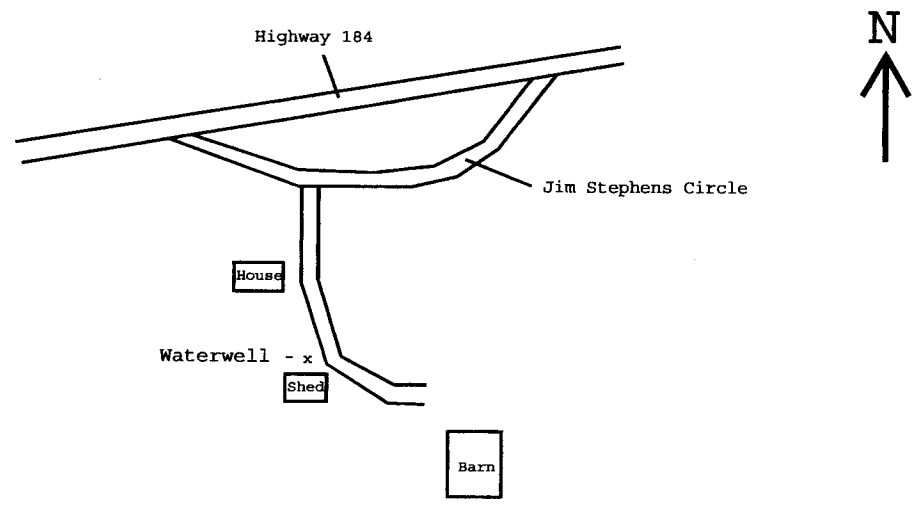 Highway 184
N
Jim Stephens Circle
House
Waterwell - x
Shed
Barn